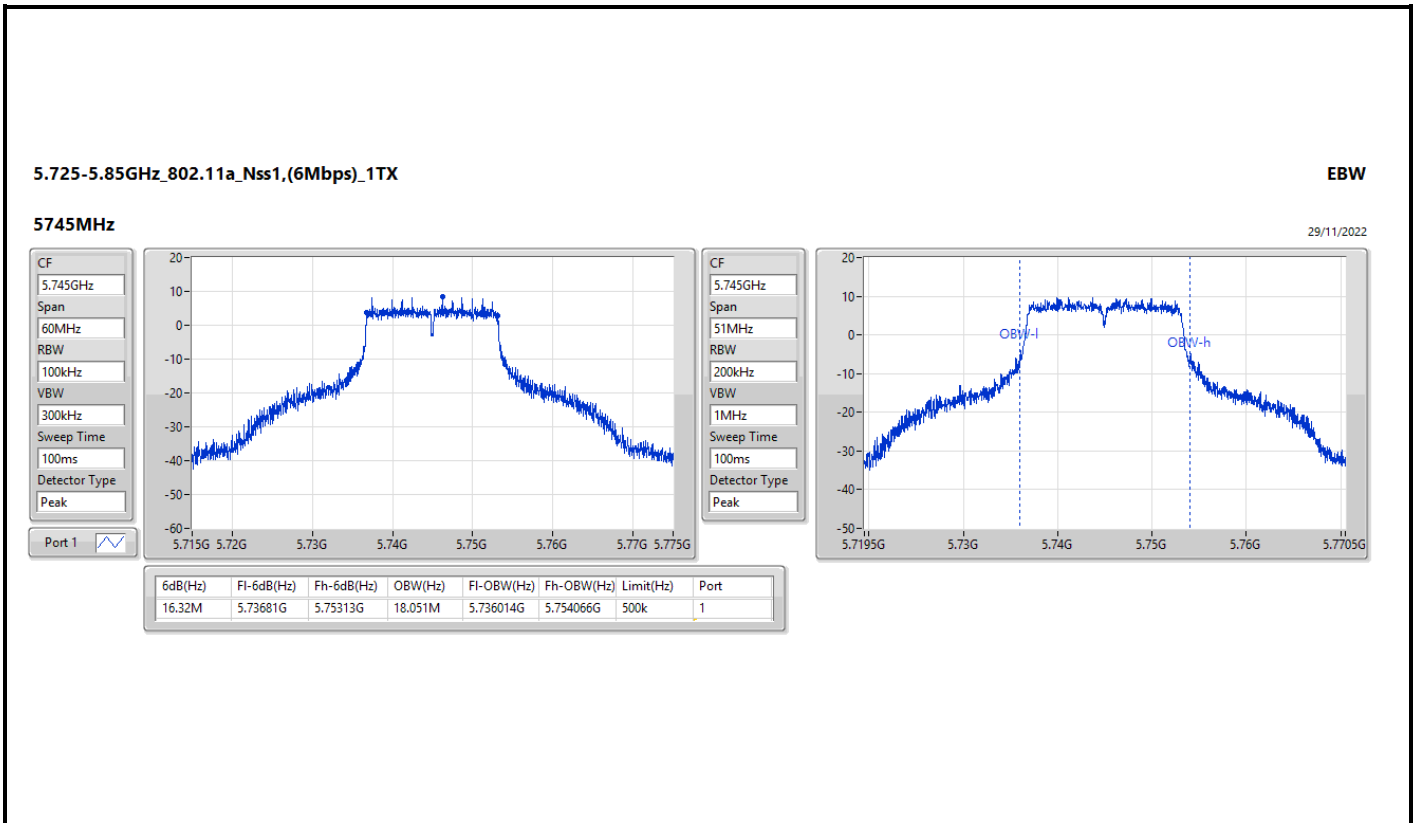 5.725-5.85GHz_802.11a_Nss1,(6Mbps)_1TX
EBW
5745MHz
29/11/2022
CF
5.745GHz
Span
60MHz
RBW
100kHz
VBW
300kHz
Sweep Time
100ms
Detector Type
Peak
Port 1
20
10
0
-10
-20
-30
-40
-50
-60
5.715G 5.72G 5.73G 5.74G 5.75G 5.76G 5.77G 5.775G
CF
5.745GHz
Span
51MHz
RBW
200kHz
VBW
1MHz
Sweep Time
100ms
Detector Type
Peak
20
10
0
-10
-20
-30
-40
-50
OBW-l
OBW-h
5.7195G 5.73G 5.74G 5.75G 5.76G 5.7705G
6dB(Hz) Fl-6dB(Hz) Fh-6dB(Hz) OBW(Hz) Fl-OBW(Hz) Fh-OBW(Hz) Limit(Hz) Port
16.32M 5.73681G 5.75313G 18.051M 5.736014G 5.754066G 500k 1